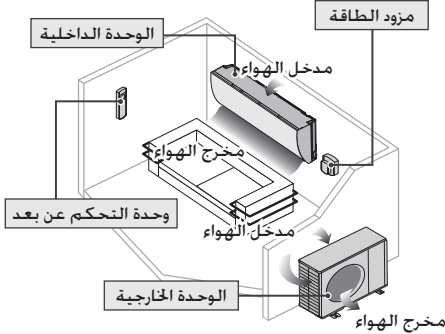 مزود الطاقة
الوحدة الداخلية
مدخل الهواء
مخرج الهواء
وحدة التحكم عن بعد
مدخل الهواء
الوحدة الخارجية
مخرج الهواء